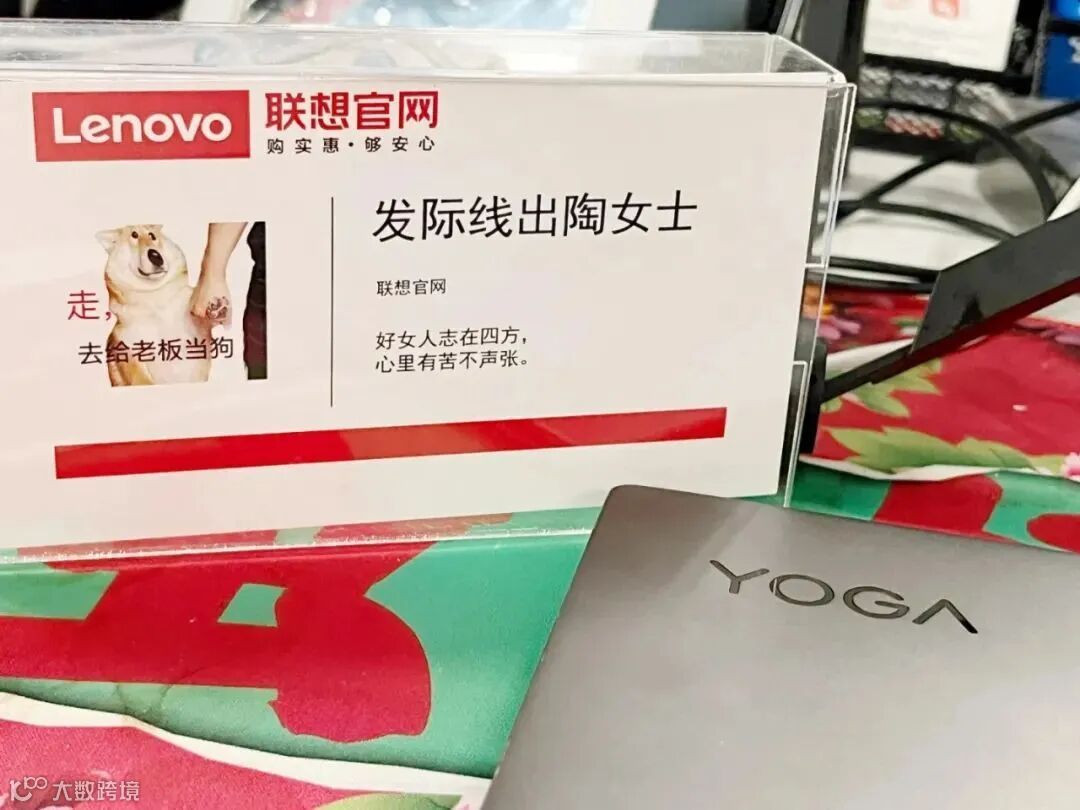 Lenovo 联想官网
购实惠·够安心
发际线出陶女士
联想官网
走,
去给老板当狗
好女人志在四方,
心里有苦不声张。
YOGA
大数跨境